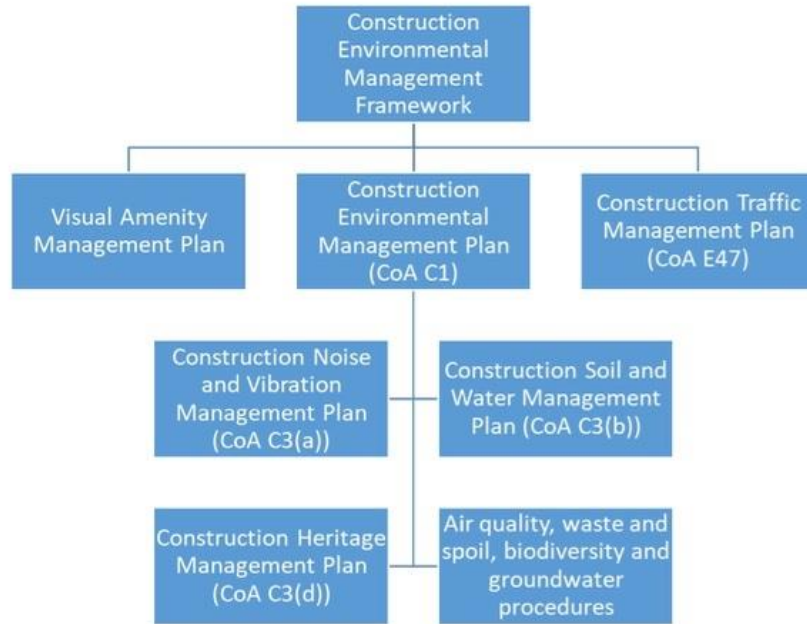 Construction
Environmental
Management
Framework
Visual Amenity
Management Plan
Construction
Environmental
Management Plan
(CoA C1)
Construction Traffic
Management Plan
(CoA E47)
Construction Noise
and Vibration
Management Plan
(CoA C3(a))
Construction Soil and
Water Management
Plan (CoA C3(b))
Construction Heritage
Management Plan
(CoA C3(d))
Air quality, waste and
spoil, biodiversity and
groundwater
procedures